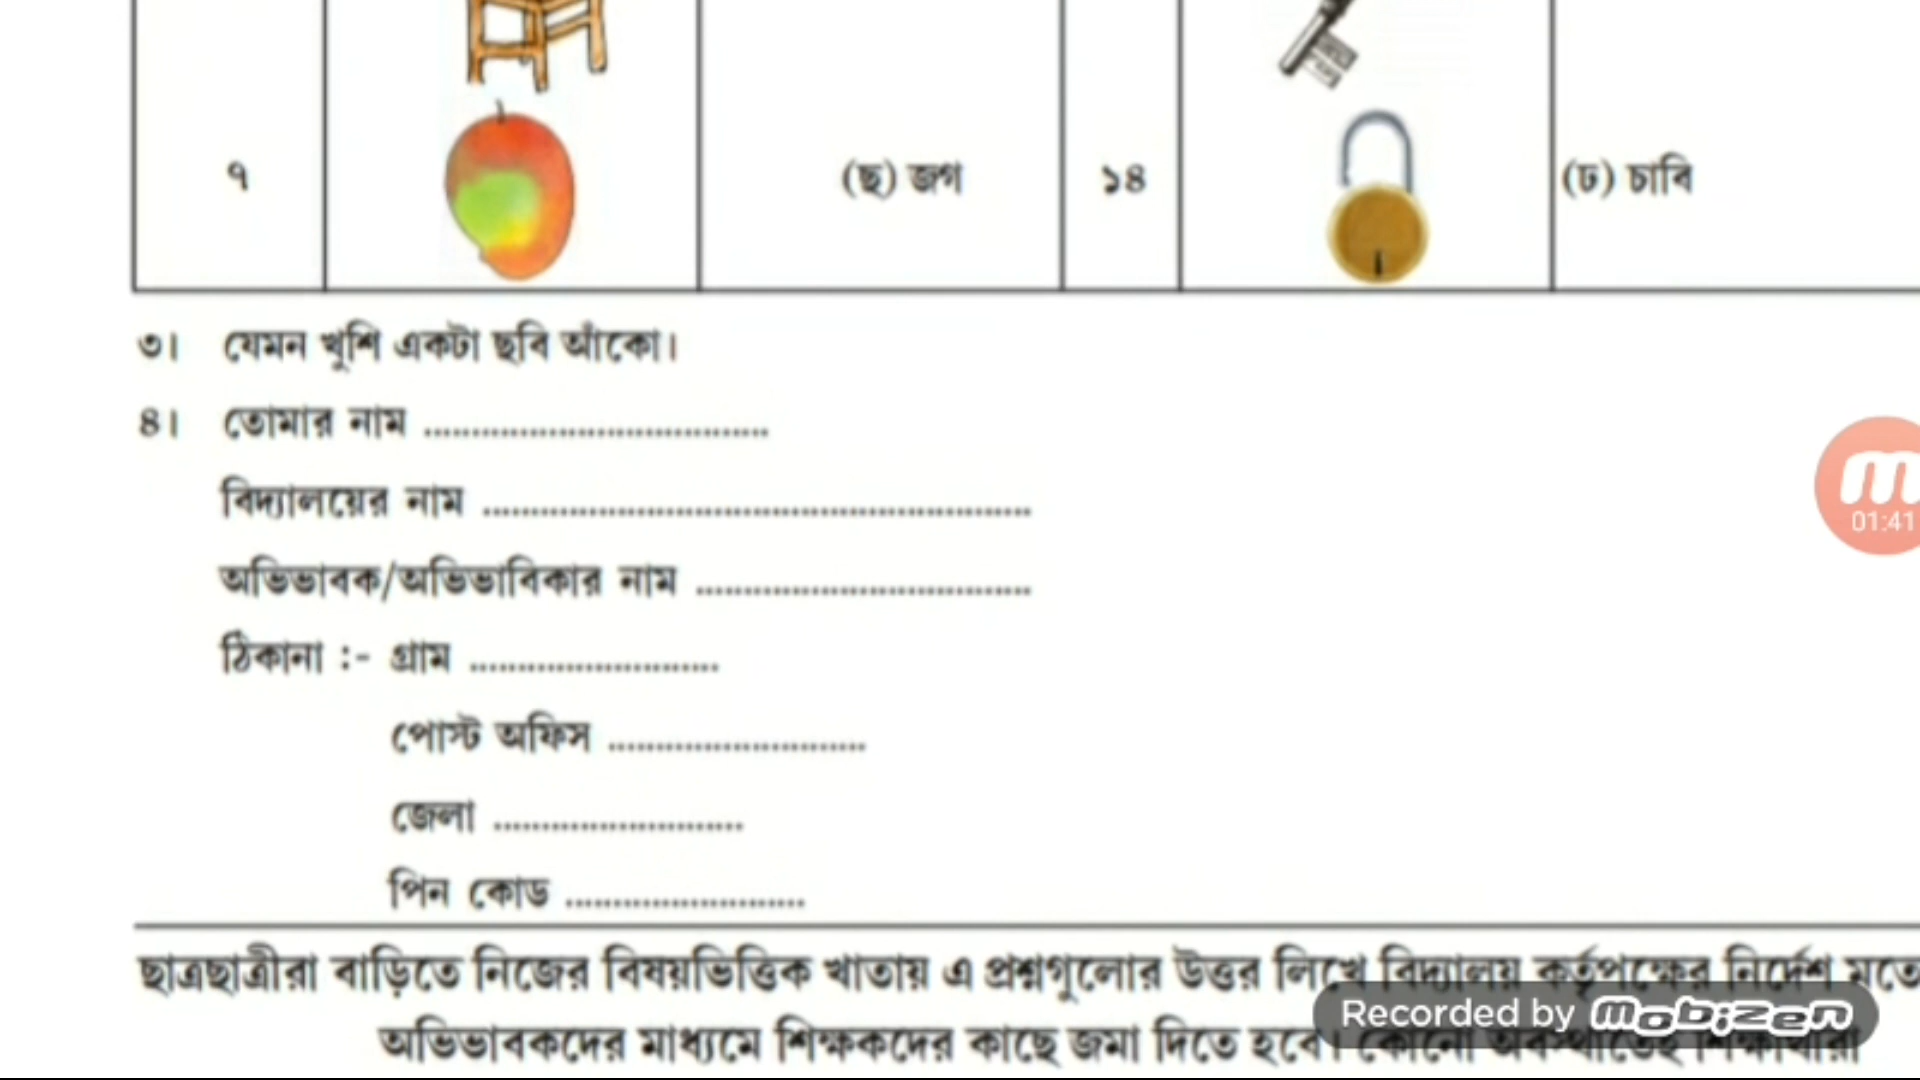 ৭ (ছ) জগ ১৪ (ঢ) চাবি
৩। যেমন খুশি একটা ছবি আঁকো।
৪। তোমার নাম ....................................
বিদ্যালয়ের নাম .........................................................
অভিভাবক/অভিভাবিকার নাম ...................................
ঠিকানা :- গ্রাম ..........................
পোস্ট অফিস ...........................
জেলা ..........................
পিন কোড .........................
ছাত্রছাত্রীরা বাড়িতে নিজের বিষয়ভিত্তিক খাতায় এ প্রশ্নগুলোর উত্তর লিখে বিদ্যালয় কর্তৃপক্ষের নির্দেশ মতো
অভিভাবকদের মাধ্যমে শিক্ষকদের কাছে জমা দিতে হবে। কোনো
m
01:41
Recorded by mobizen